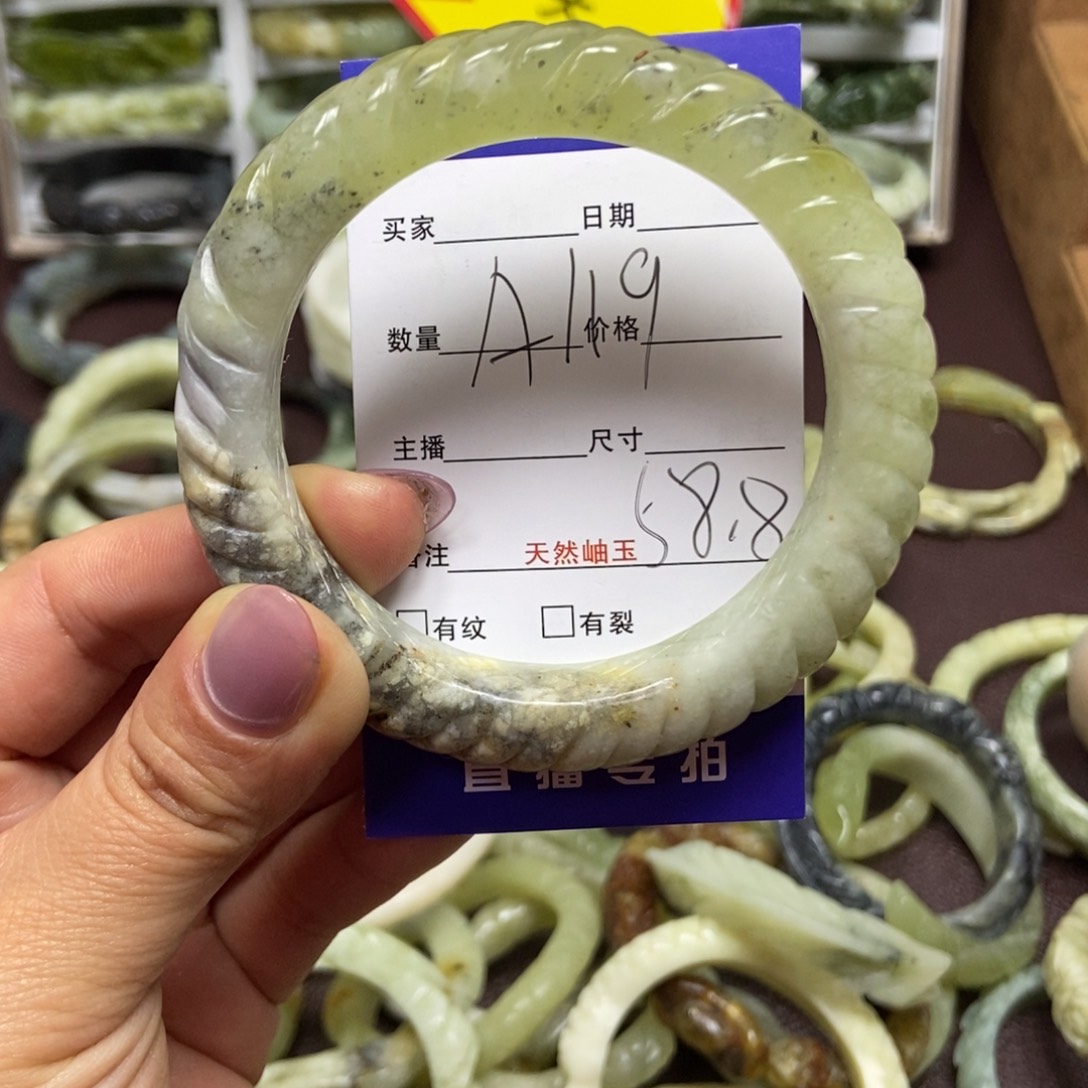 买家 日期
A119
数量 价格
主播 尺寸
58.8
备注 天然岫玉
□有纹 □有裂
直播专拍